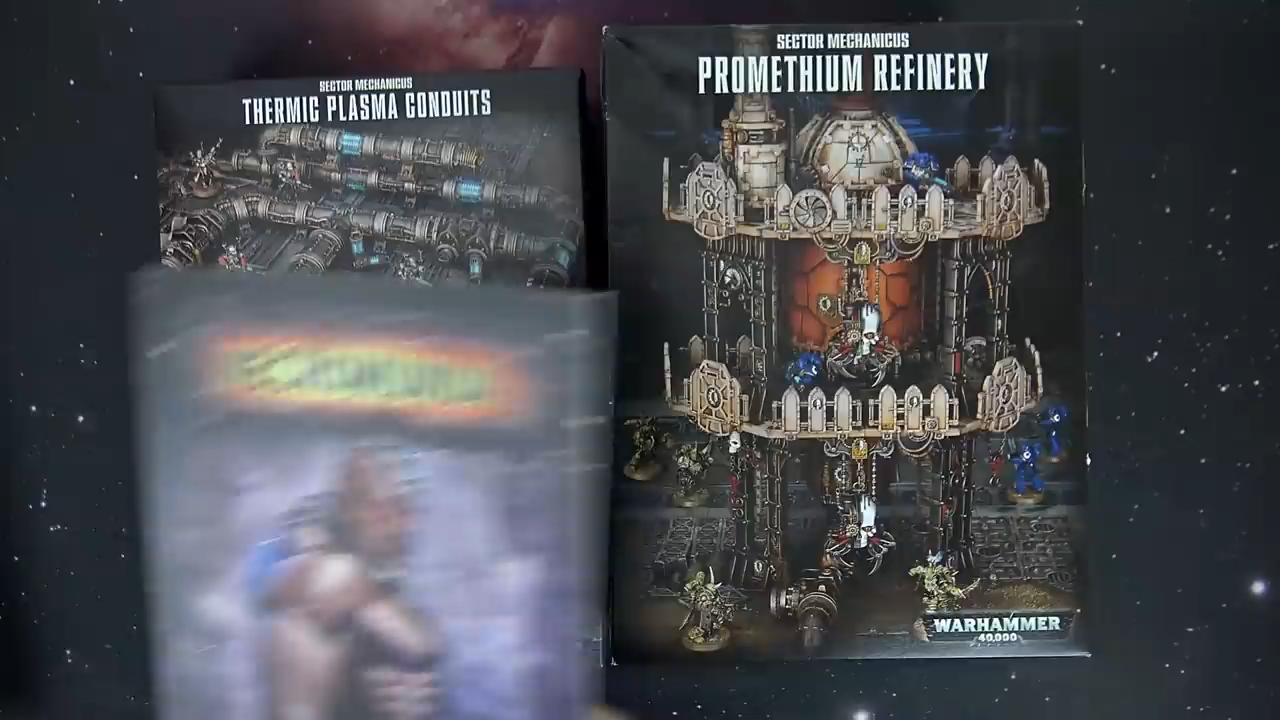 SECTOR MECHANICUS
THERMIC PLASMA CONDUITS
SECTOR MECHANICUS
PROMETHIUM REFINERY
WARHAMMER
40,000